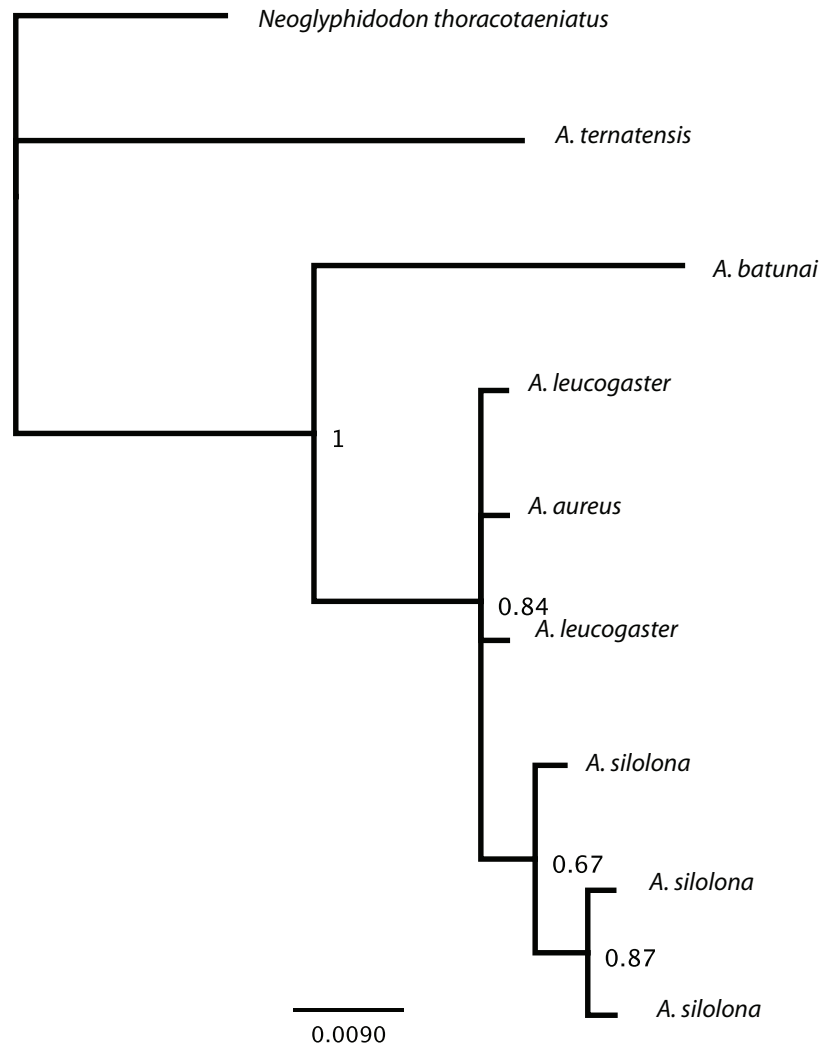 Neoglyphidodon thoracotaeniatus
A. ternatensis
A. batunai
A. leucogaster
1
A. aureus
0.84
A. leucogaster
A. silolona
0.67
A. silolona
0.87
A. silolona
0.0090